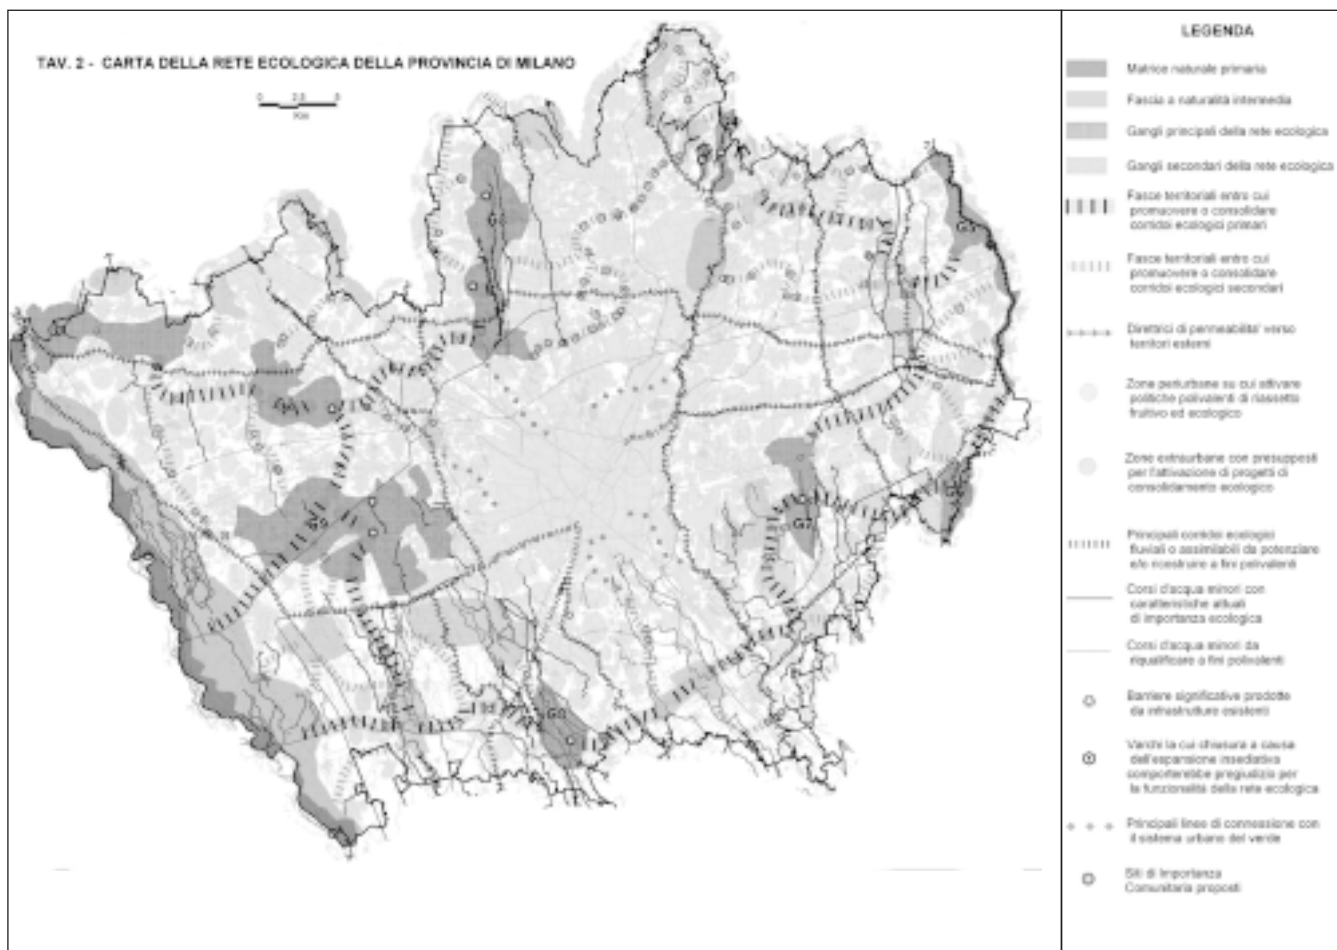 TAV. 2 - CARTA DELLA RETE ECOLOGICA DELLA PROVINCIA DI MILANO
0 2.5 5
Km
LEGENDA
Matrice naturale primaria
Fascia a naturalità intermedia
Gangli principali della rete ecologica
Gangli secondari della rete ecologica
Fasce territoriali entro cui
promuovere o consolidare
corridoi ecologici primari
Fasce territoriali entro cui
promuovere o consolidare
corridoi ecologici secondari
Direttrici di permeabilita' verso
territori esterni
Zone periurbane su cui attivare
politiche polivalenti di riassetto
fruitivo ed ecologico
Zone extraurbane con presupposti
per l'attivazione di progetti di
consolidamento ecologico
Principali corridoi ecologici
fluviali o assimilabili da potenziare
e/o ricostruire a fini polivalenti
Corsi d'acqua minori con
caratteristiche attuali
di importanza ecologica
Corsi d'acqua minori da
riqualificare a fini polivalenti
Barriere significative prodotte
da infrastrutture esistenti
Varchi la cui chiusura a causa
dell'espansione insediativa
comporterebbe pregiudizio per
la funzionalità della rete ecologica
Principali linee di connessione con
il sistema urbano del verde
Siti di Importanza
Comunitaria proposti
G7